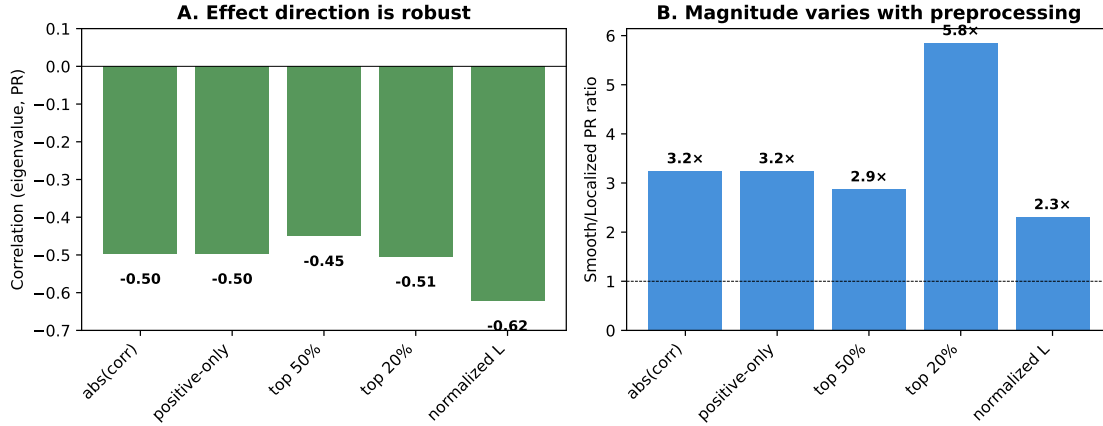 A. Effect direction is robust
Correlation (eigenvalue, PR)
0.1
0.0
−0.1
−0.2
−0.3
−0.4
−0.5
−0.6
−0.7
-0.50
-0.50
-0.45
-0.51
-0.62
abs(corr)
positive-only
top 50%
top 20%
normalized L
B. Magnitude varies with preprocessing
Smooth/Localized PR ratio
6
5
4
3
2
1
0
3.2×
3.2×
2.9×
5.8×
2.3×
abs(corr)
positive-only
top 50%
top 20%
normalized L